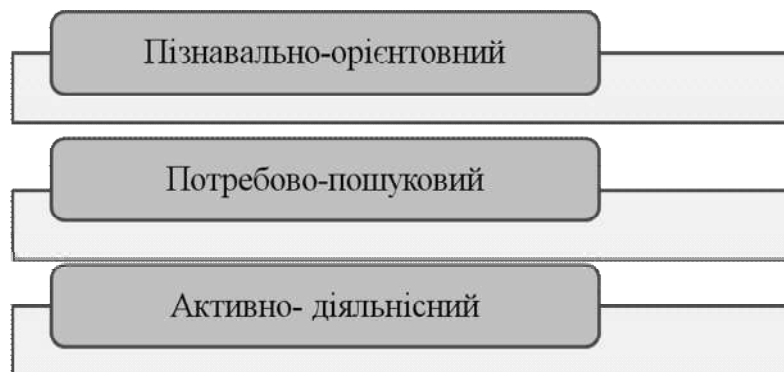 Пізнавально-орієнтовний
Потребово-пошуковий
Активно- діяльнісний